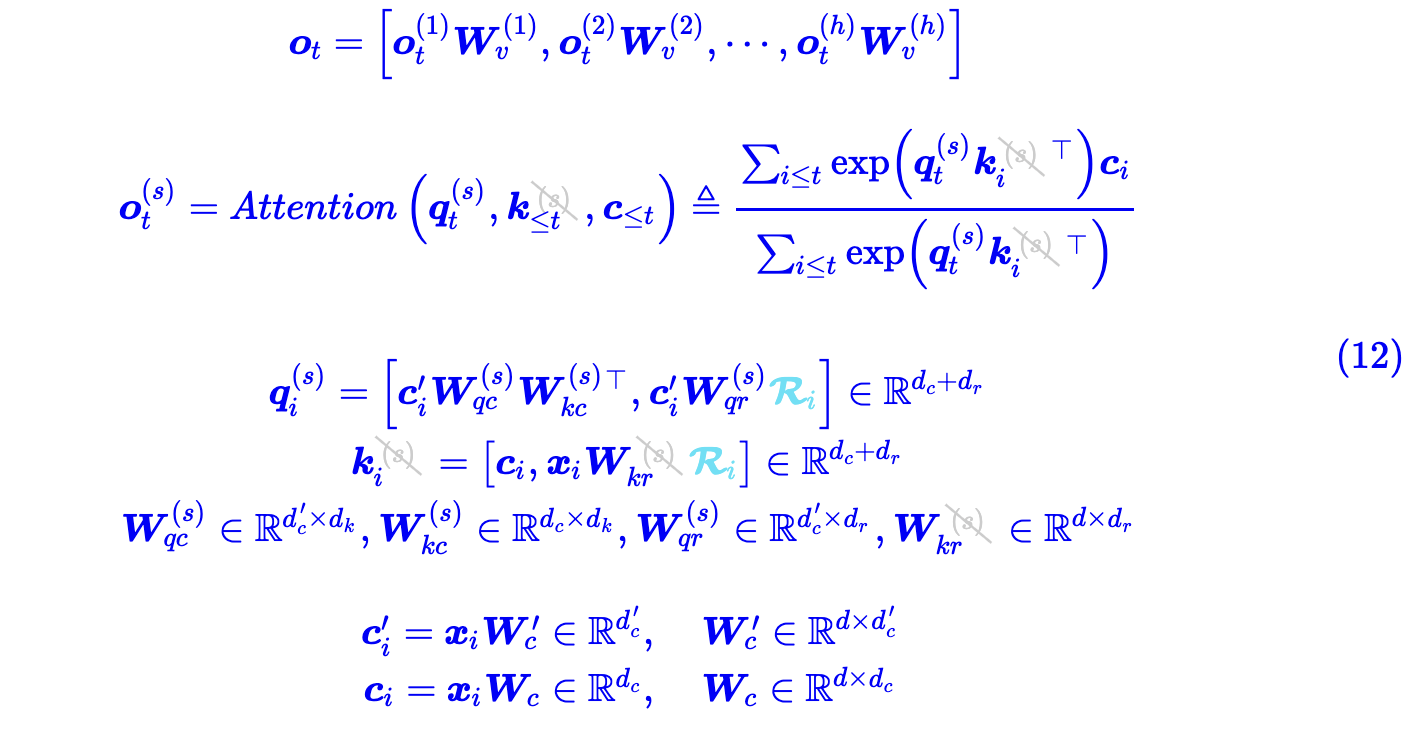 $\boldsymbol{o}_t = \left[\boldsymbol{o}_t^{(1)}\boldsymbol{W}_v^{(1)}, \boldsymbol{o}_t^{(2)}\boldsymbol{W}_v^{(2)}, \cdots, \boldsymbol{o}_t^{(h)}\boldsymbol{W}_v^{(h)}\right]$
$\boldsymbol{o}_t^{(s)} = Attention\left(\boldsymbol{q}_t^{(s)}, \boldsymbol{k}_{\leq t}^{\cancel{(s)}}, \boldsymbol{c}_{\leq t}\right) \triangleq \frac{\sum_{i\leq t}\exp\left(\boldsymbol{q}_t^{(s)}\boldsymbol{k}_i^{\cancel{(s)}\top}\right)\boldsymbol{c}_i}{\sum_{i\leq t}\exp\left(\boldsymbol{q}_t^{(s)}\boldsymbol{k}_i^{\cancel{(s)}\top}\right)}$
$(12)$
$\boldsymbol{q}_i^{(s)} = \left[\boldsymbol{c}_i'\boldsymbol{W}_{qc}^{(s)}\boldsymbol{W}_{kc}^{(s)\top}, \boldsymbol{c}_i'\boldsymbol{W}_{qr}^{(s)}\boldsymbol{\mathcal{R}}_i\right] \in \mathbb{R}^{d_c+d_r}$
$\boldsymbol{k}_i^{\cancel{(s)}} = \left[\boldsymbol{c}_i, \boldsymbol{x}_i\boldsymbol{W}_{kr}^{\cancel{(s)}}\boldsymbol{\mathcal{R}}_i\right] \in \mathbb{R}^{d_c+d_r}$
$\boldsymbol{W}_{qc}^{(s)} \in \mathbb{R}^{d_c'\times d_k}, \boldsymbol{W}_{kc}^{(s)} \in \mathbb{R}^{d_c\times d_k}, \boldsymbol{W}_{qr}^{(s)} \in \mathbb{R}^{d_c'\times d_r}, \boldsymbol{W}_{kr}^{\cancel{(s)}} \in \mathbb{R}^{d\times d_r}$
$\boldsymbol{c}_i' = \boldsymbol{x}_i\boldsymbol{W}_c' \in \mathbb{R}^{d_c'}, \quad \boldsymbol{W}_c' \in \mathbb{R}^{d\times d_c'}$
$\boldsymbol{c}_i = \boldsymbol{x}_i\boldsymbol{W}_c \in \mathbb{R}^{d_c}, \quad \boldsymbol{W}_c \in \mathbb{R}^{d\times d_c}$